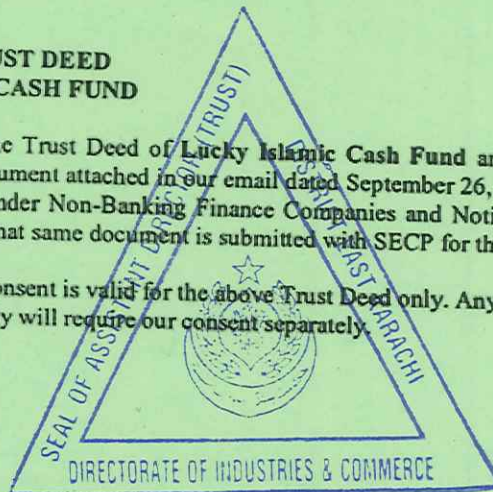 UST DEED
CASH FUND
e Trust Deed of Lucky Islamic Cash Fund an
ument attached in our email dated September 26,
nder Non-Banking Finance Companies and Noti
hat same document is submitted with SECP for th
onsent is valid for the above Trust Deed only. Any
y will require our consent separately.
SEAL OF ASSISTANT DIRECTOR (TRUST)
DISTRICT EAST KARACHI
DIRECTORATE OF INDUSTRIES & COMMERCE